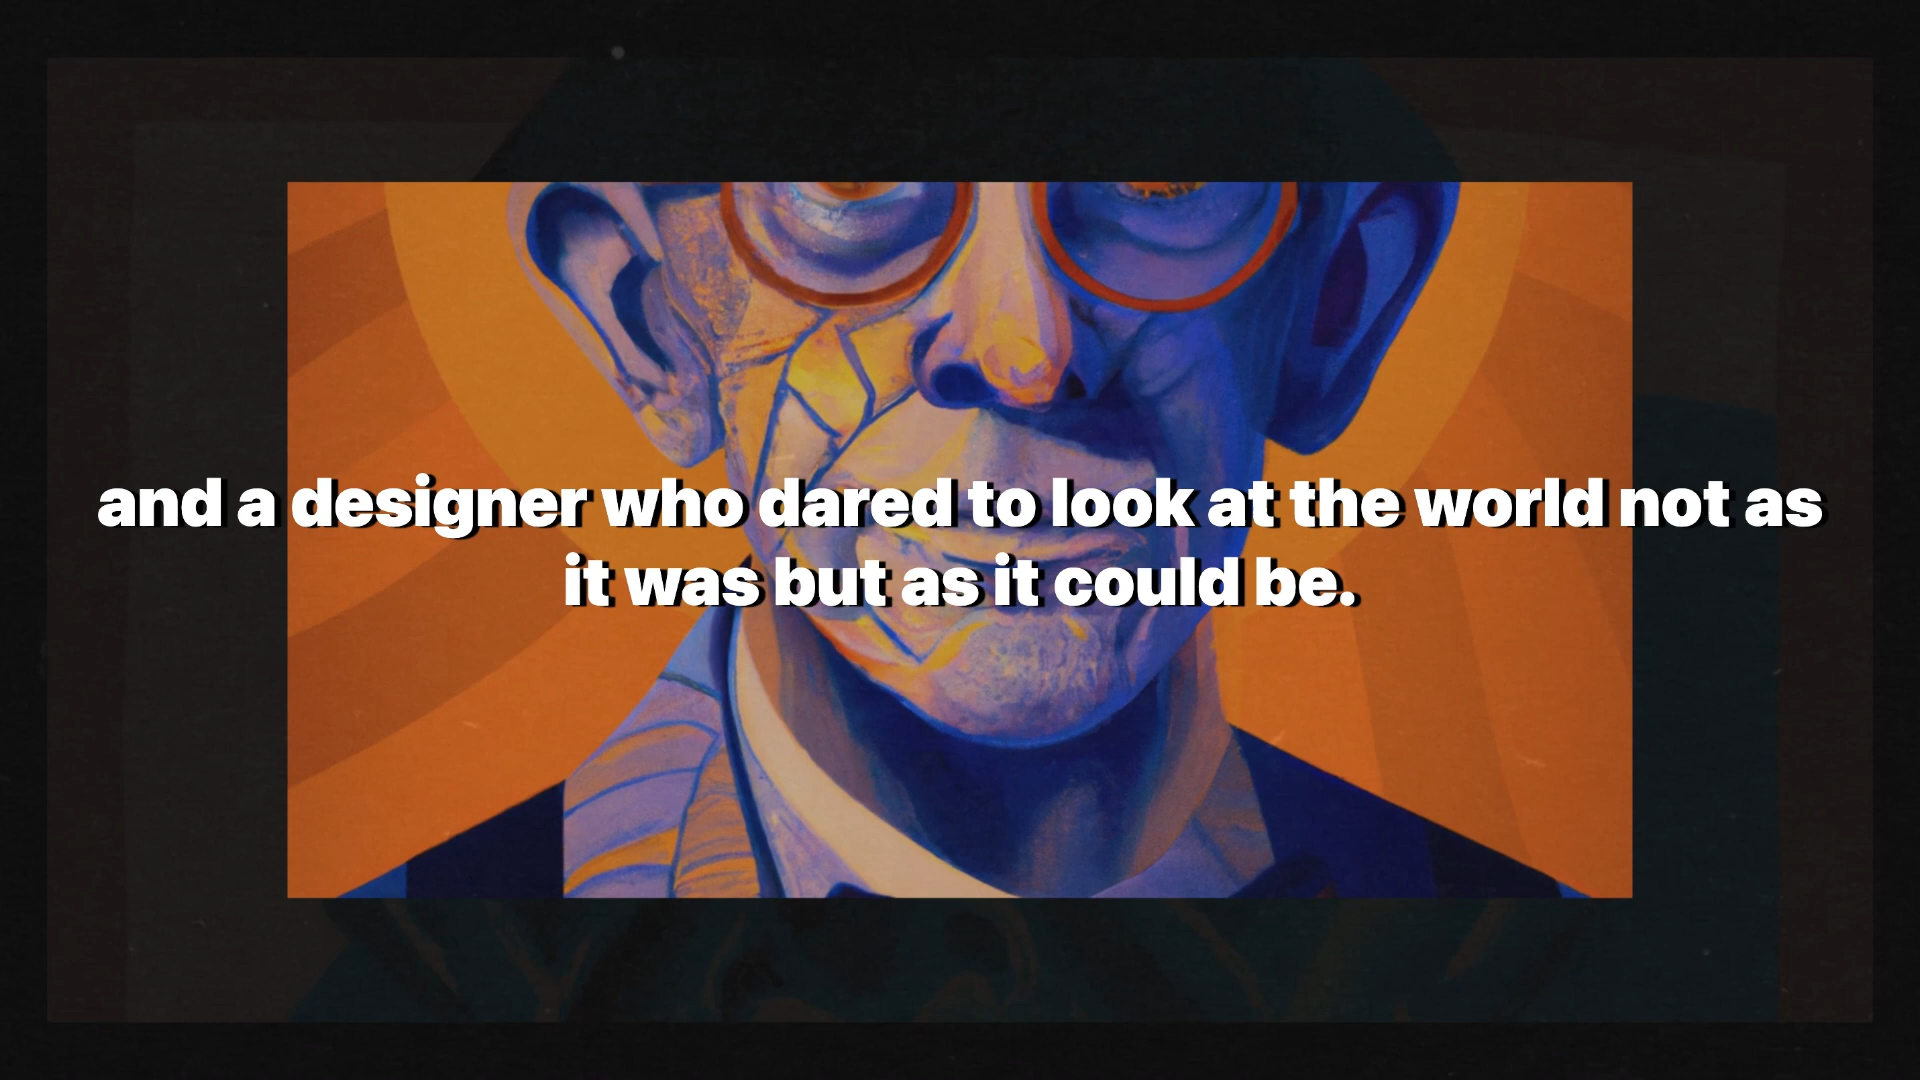 and a designer who dared to look at the world not as
it was but as it could be.